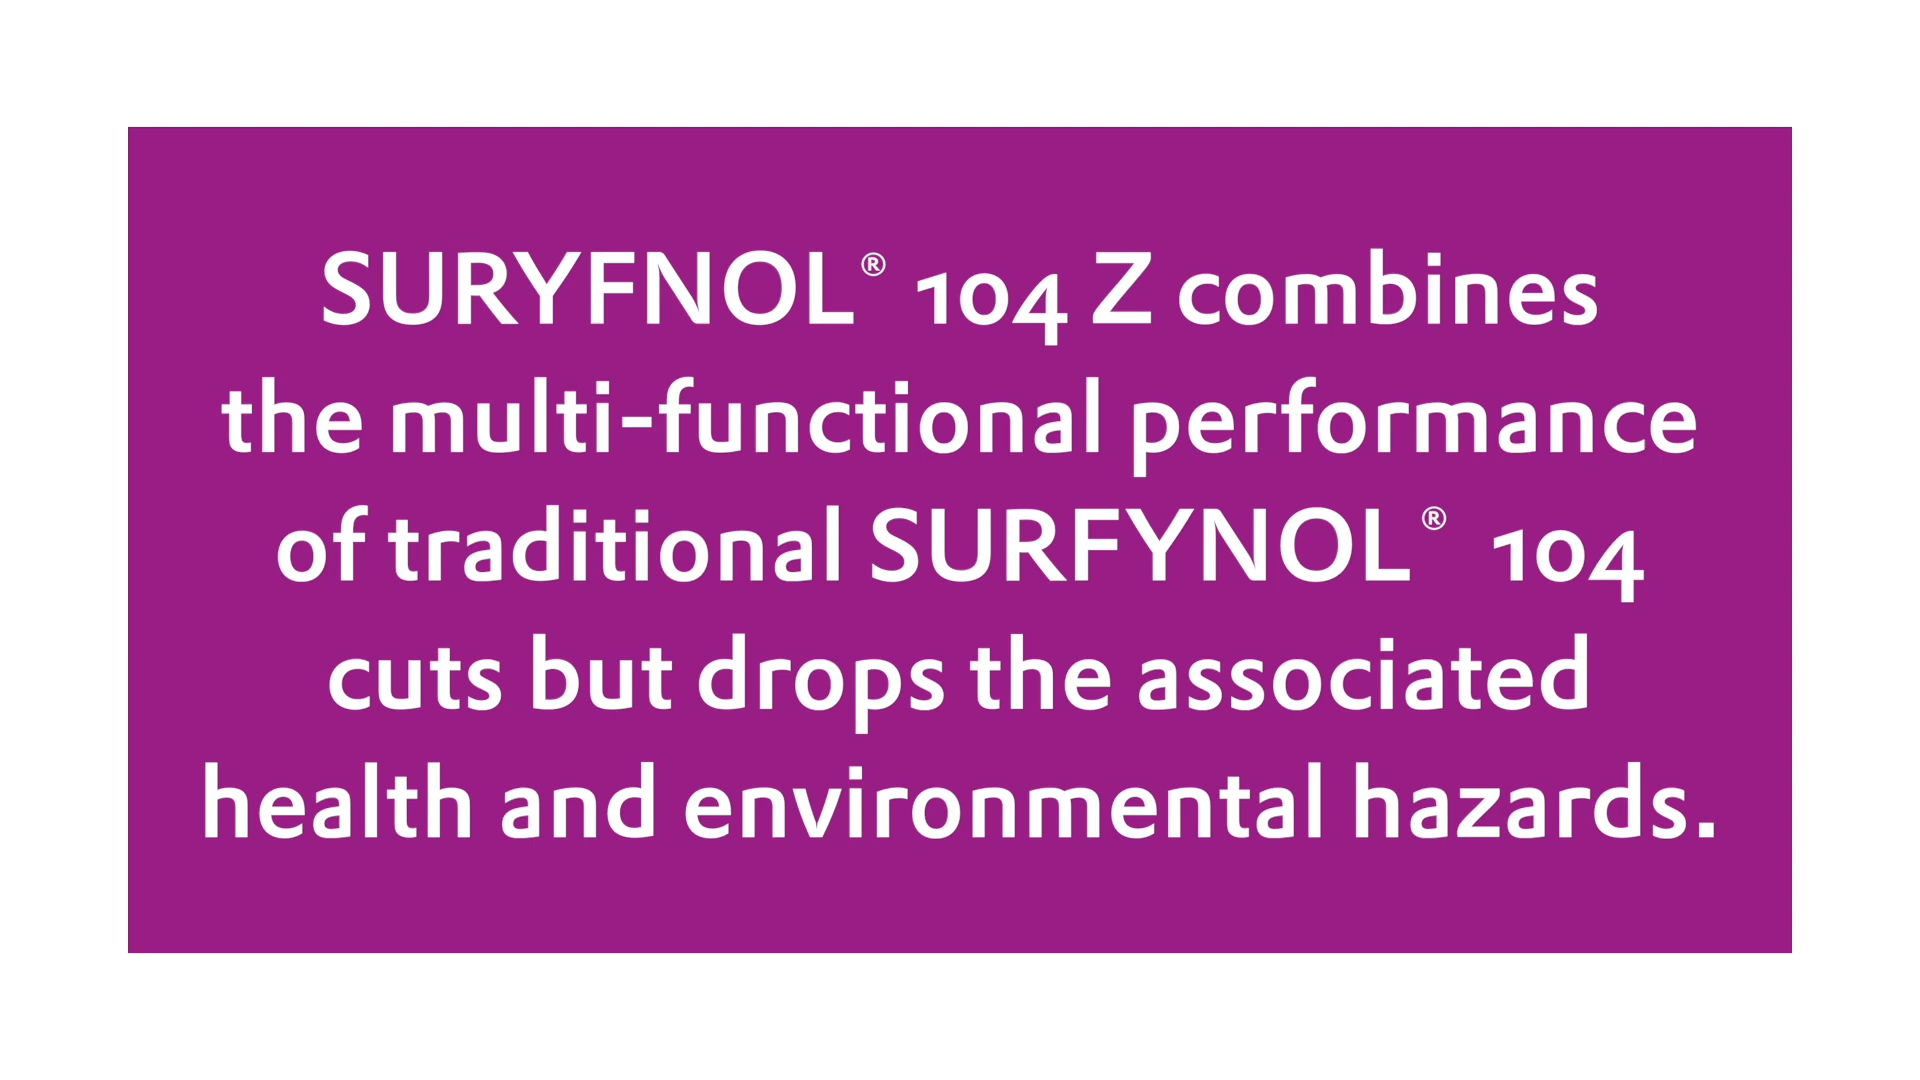 SURYFNOL® 104 Z combines
the multi-functional performance
of traditional SURFYNOL® 104
cuts but drops the associated
health and environmental hazards.